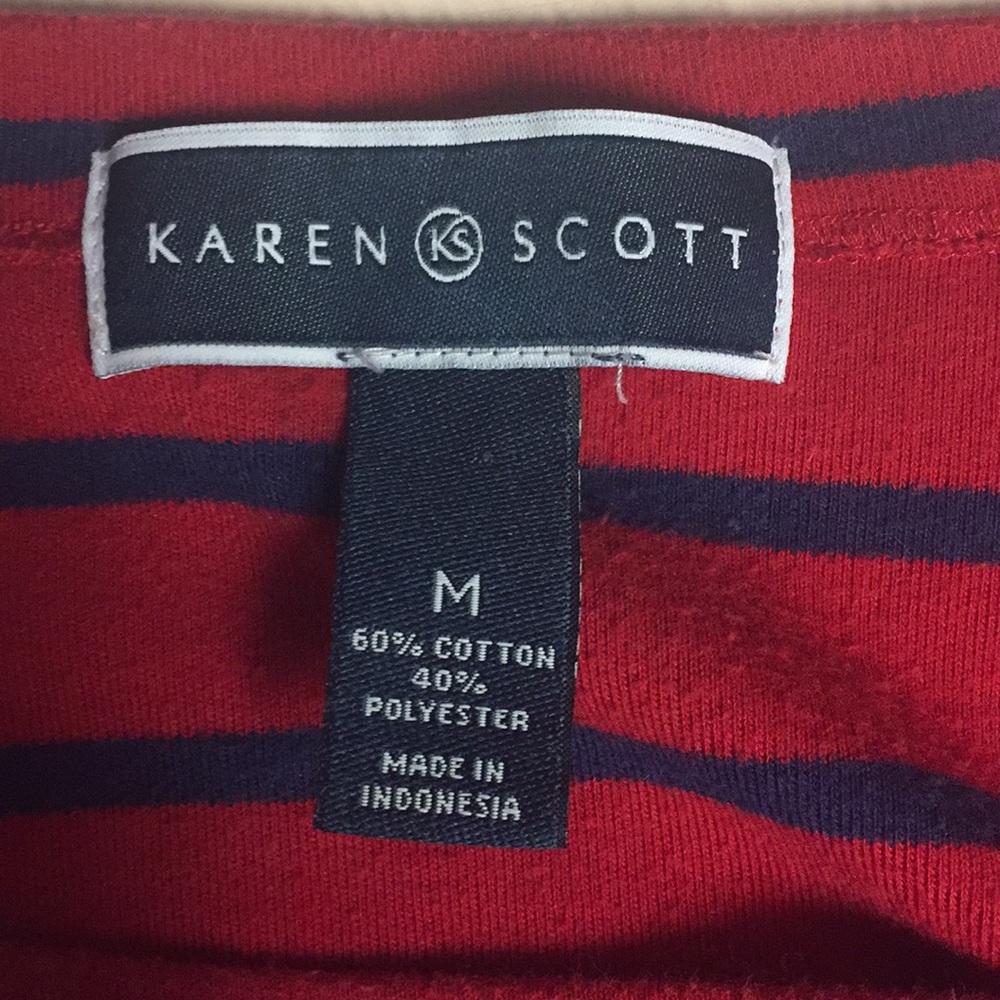 KAREN KS SCOTT
M
60% COTTON
40%
POLYESTER
MADE IN
INDONESIA